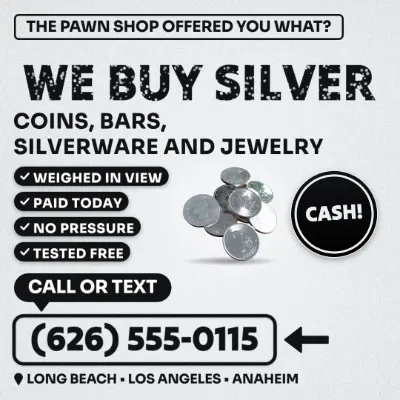 THE PAWN SHOP OFFERED YOU WHAT?
WE BUY SILVER
COINS, BARS,
SILVERWARE AND JEWELRY
✓ WEIGHED IN VIEW
✓ PAID TODAY
✓ NO PRESSURE
✓ TESTED FREE
CASH!
CALL OR TEXT
(626) 555-0115
LONG BEACH • LOS ANGELES • ANAHEIM